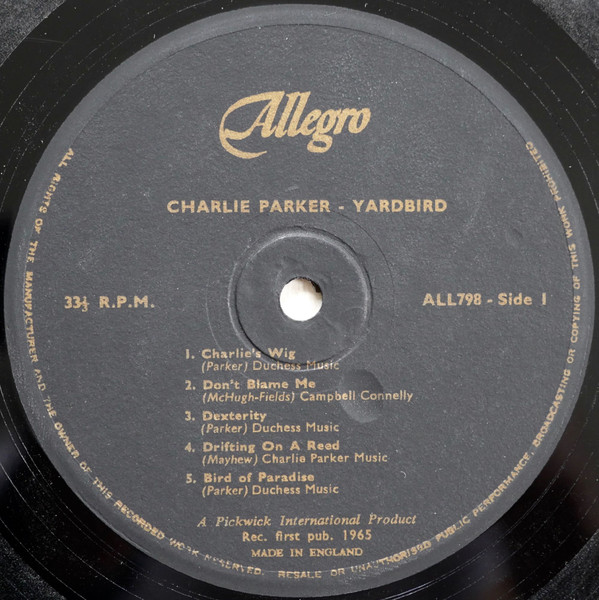 Allegro
CHARLIE PARKER - YARDBIRD
33⅓ R.P.M.
ALL798 - Side 1
1. Charlie's Wig
(Parker) Duchess Music
2. Don't Blame Me
(McHugh-Fields) Campbell Connelly
3. Dexterity
(Parker) Duchess Music
4. Drifting On A Reed
(Mayhew) Charlie Parker Music
5. Bird of Paradise
(Parker) Duchess Music
A Pickwick International Product
Rec. first pub. 1965
MADE IN ENGLAND
ALL RIGHTS OF THE MANUFACTURER AND THE OWNER OF THIS RECORDED WORK RESERVED. RESALE OR UNAUTHORISED PUBLIC PERFORMANCE, BROADCASTING OR COPYING OF THIS WORK PROHIBITED